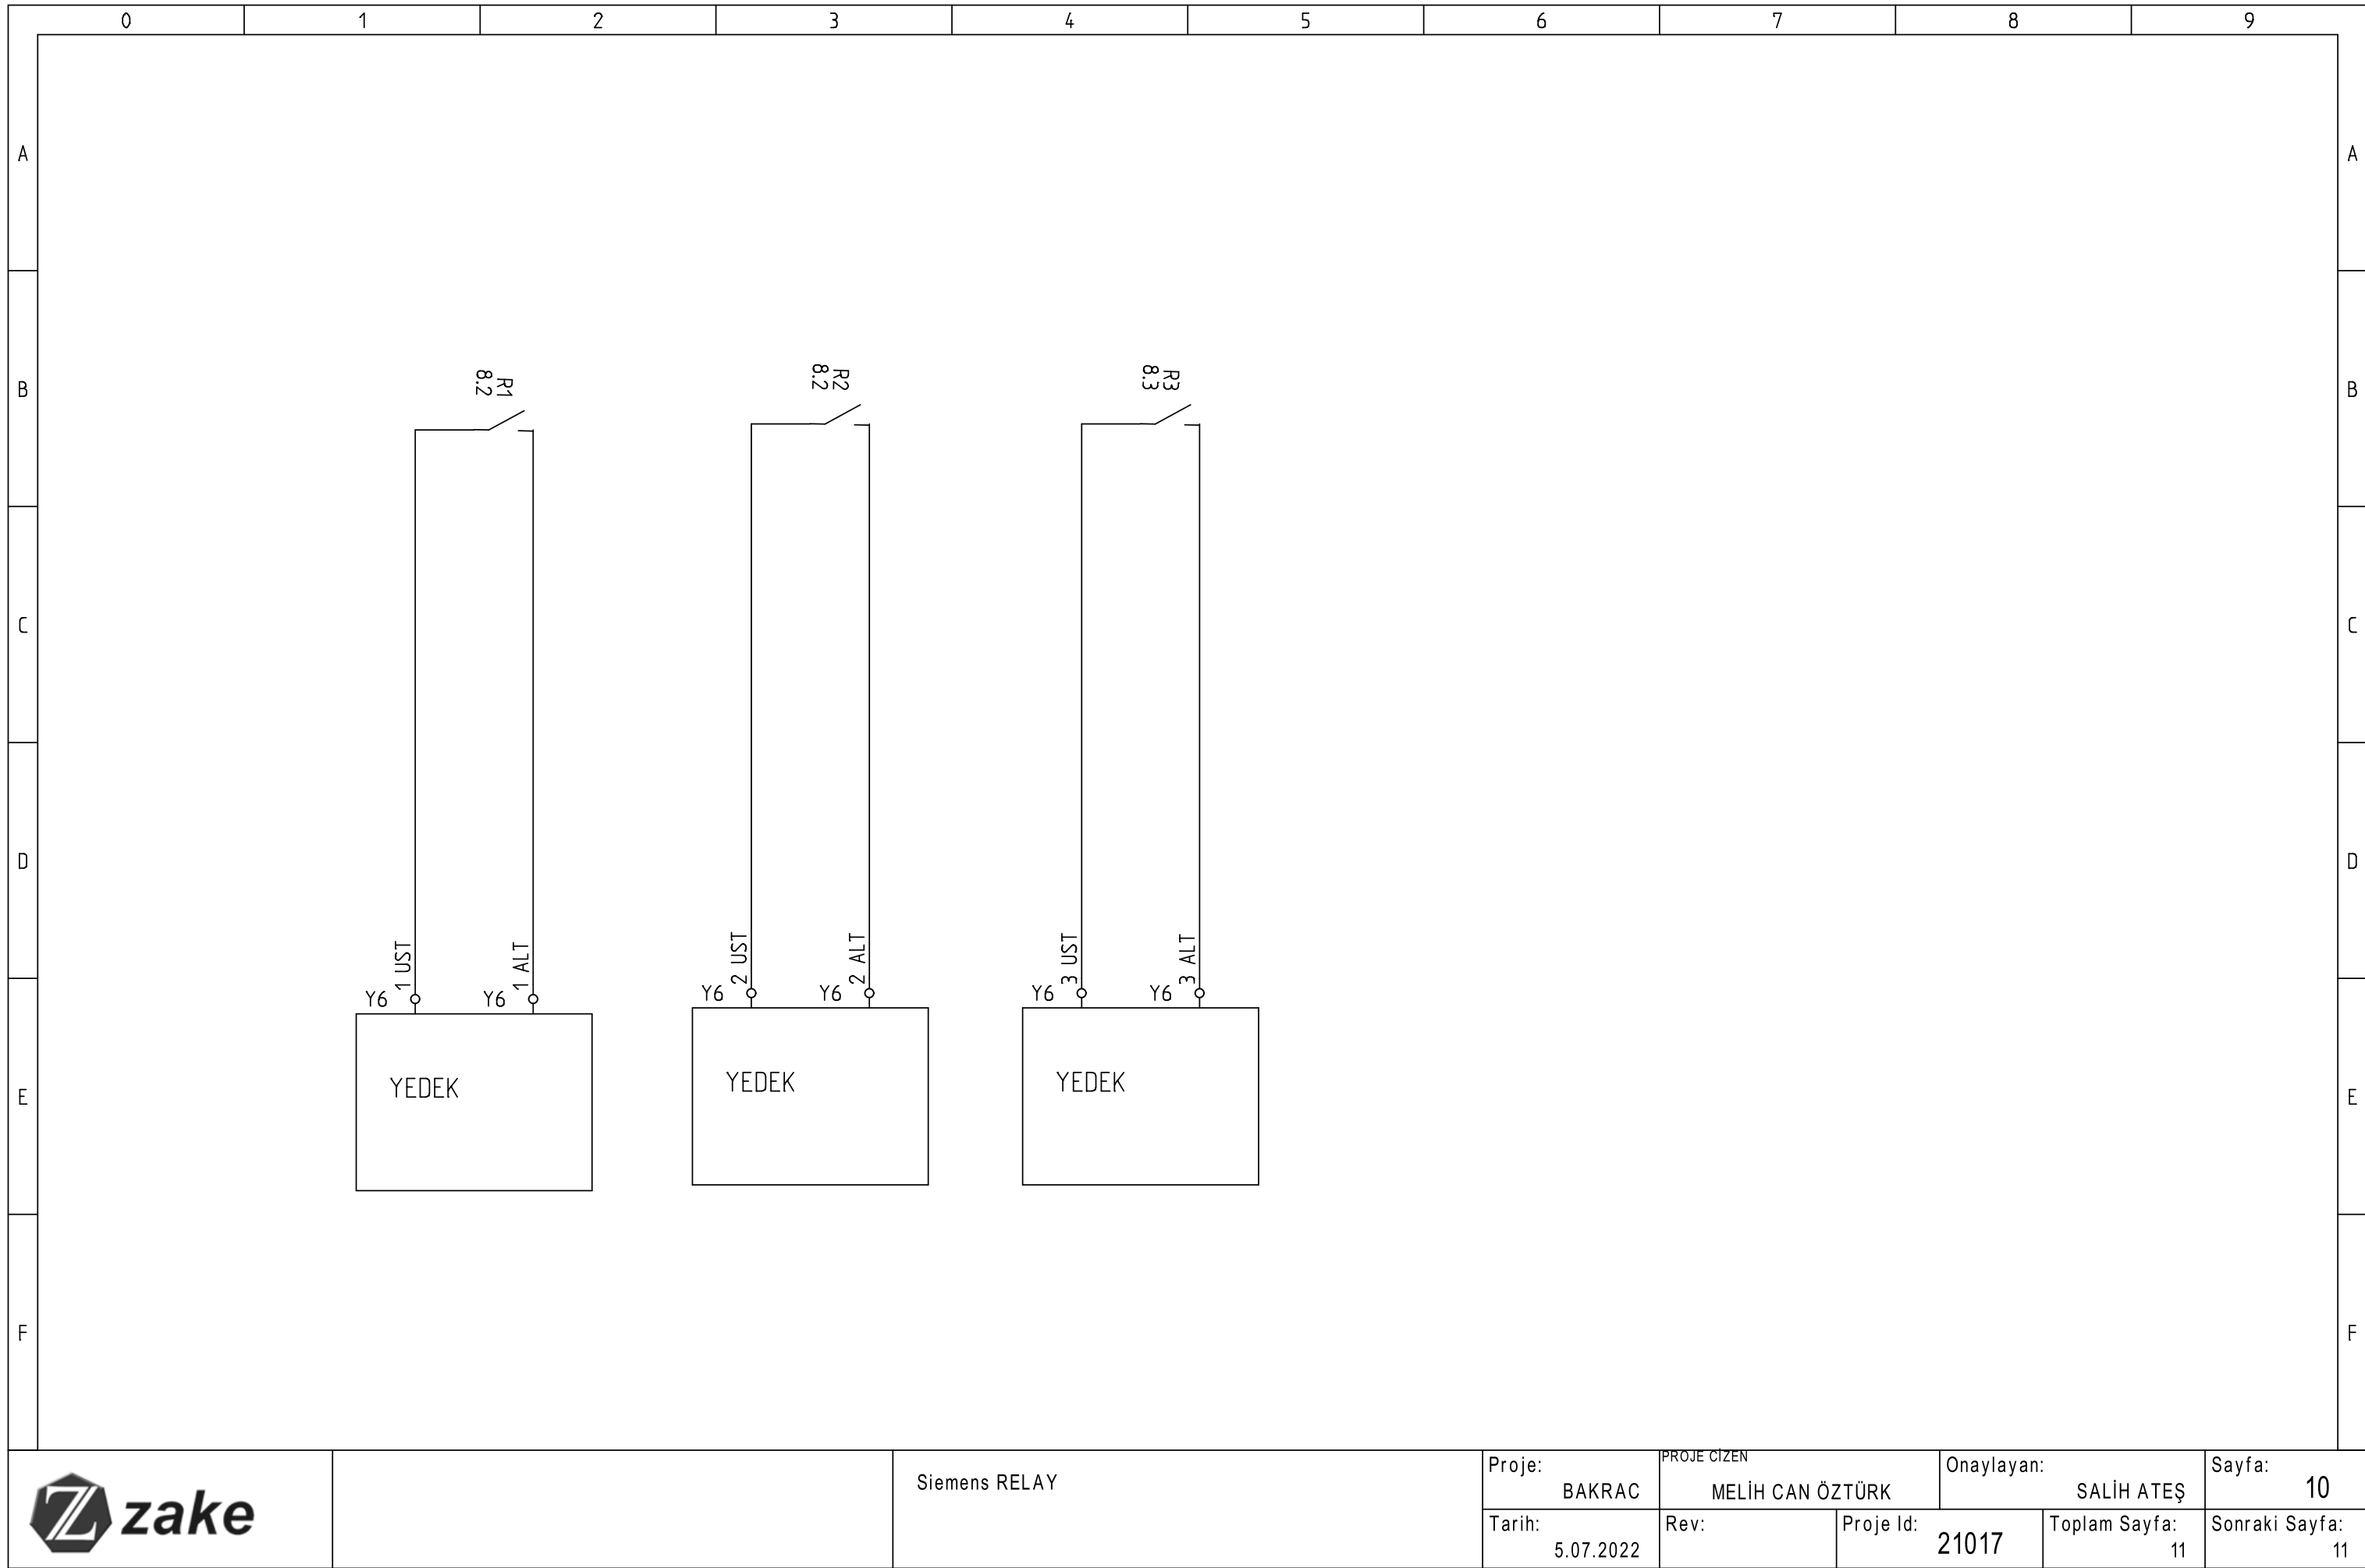 0 1 2 3 4 5 6 7 8 9
A A
B B
C C
D D
E E
F F
R1
8.2
R2
8.2
R3
8.3
Y6 1 UST Y6 1 ALT
Y6 2 UST Y6 2 ALT
Y6 3 UST Y6 3 ALT
YEDEK
YEDEK
YEDEK
Z zake
Siemens RELAY
Proje:
BAKRAC
PROJE CİZEN
MELİH CAN ÖZTÜRK
Onaylayan:
SALİH ATEŞ
Sayfa:
10
Tarih:
5.07.2022
Rev:
Proje Id:
21017
Toplam Sayfa:
11
Sonraki Sayfa:
11